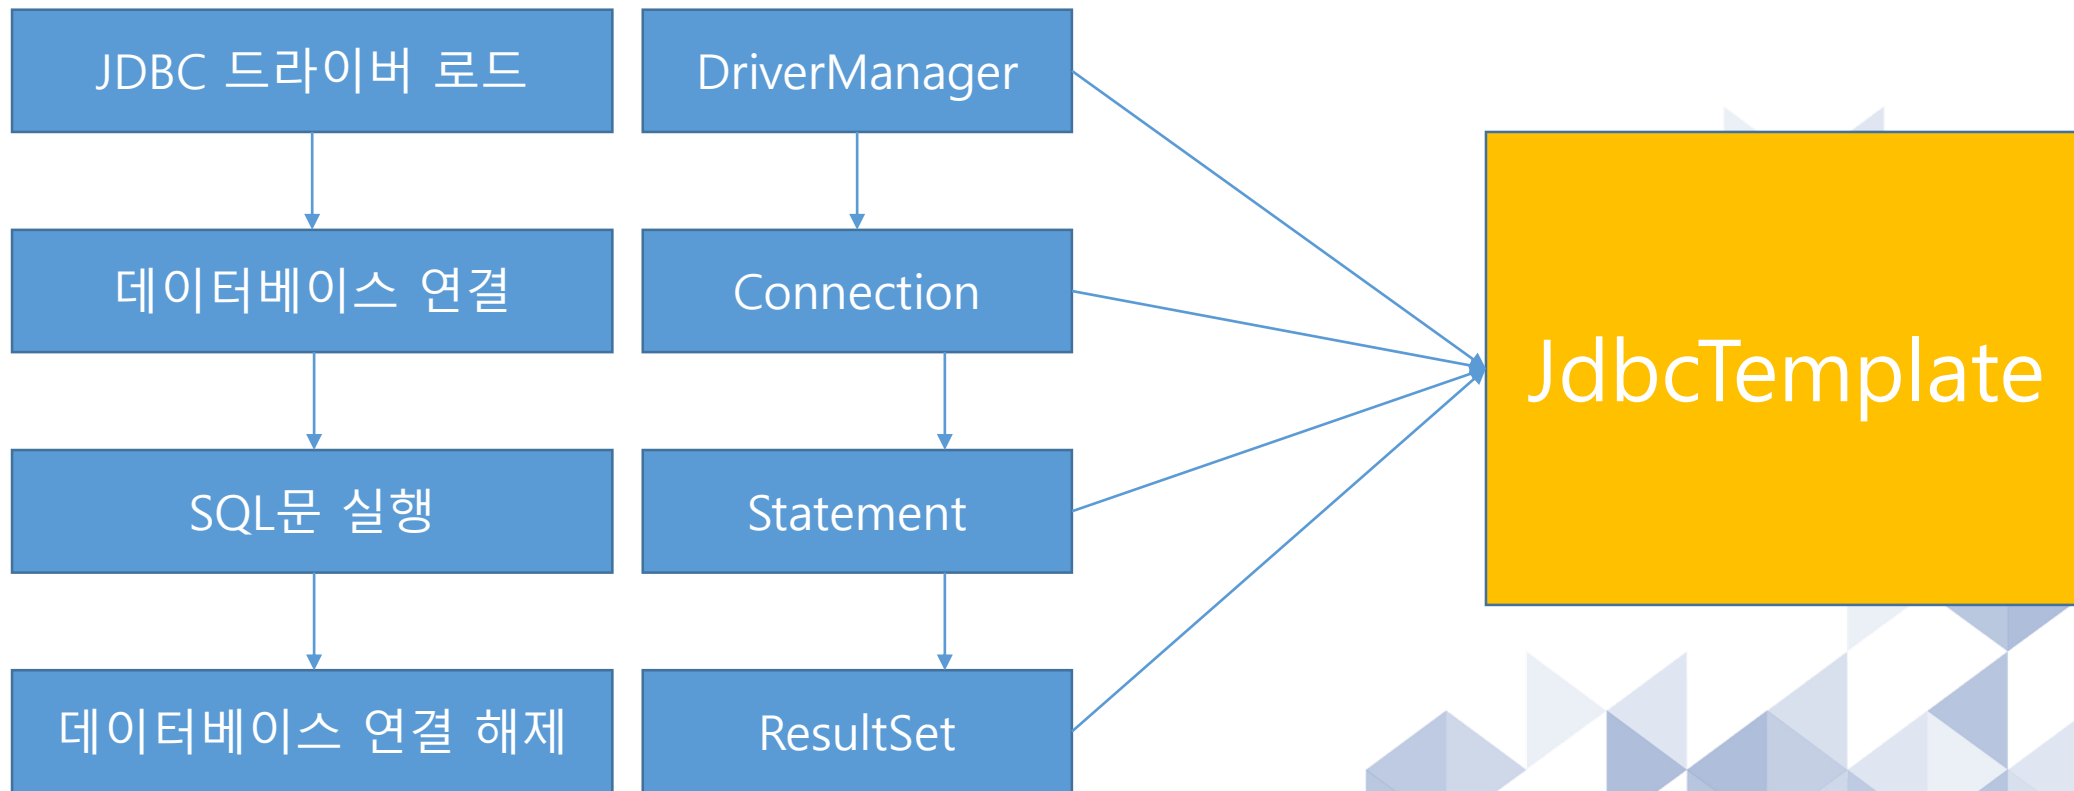 JDBC 드라이버 로드
데이터베이스 연결
SQL문 실행
데이터베이스 연결 해제
DriverManager
Connection
Statement
ResultSet
JdbcTemplate